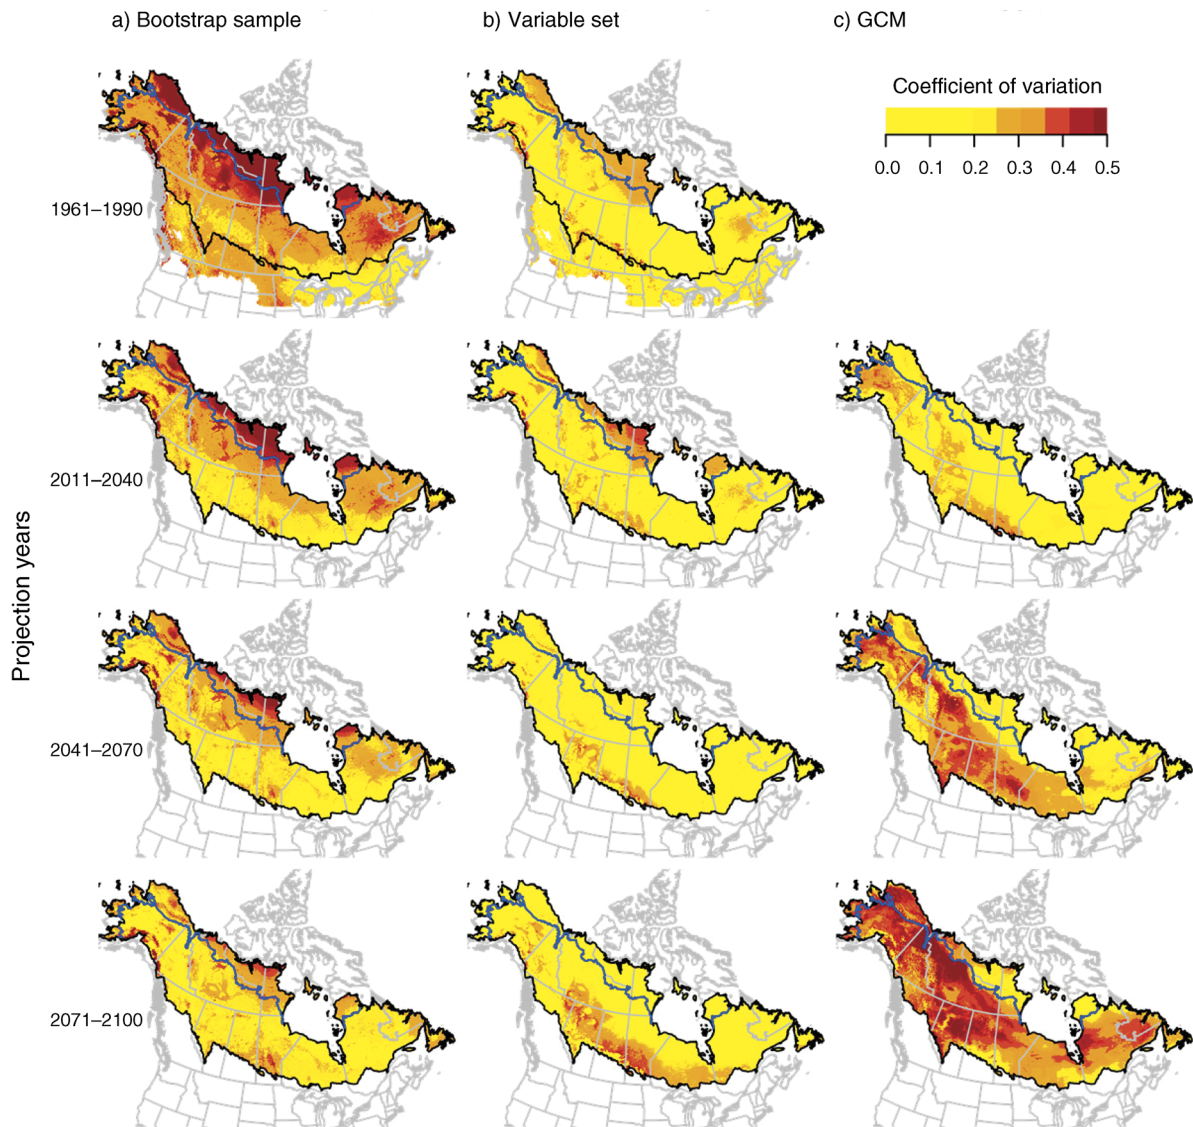 a) Bootstrap sample
b) Variable set
c) GCM
Coefficient of variation
0.0 0.1 0.2 0.3 0.4 0.5
1961–1990
2011–2040
Projection years
2041–2070
2071–2100